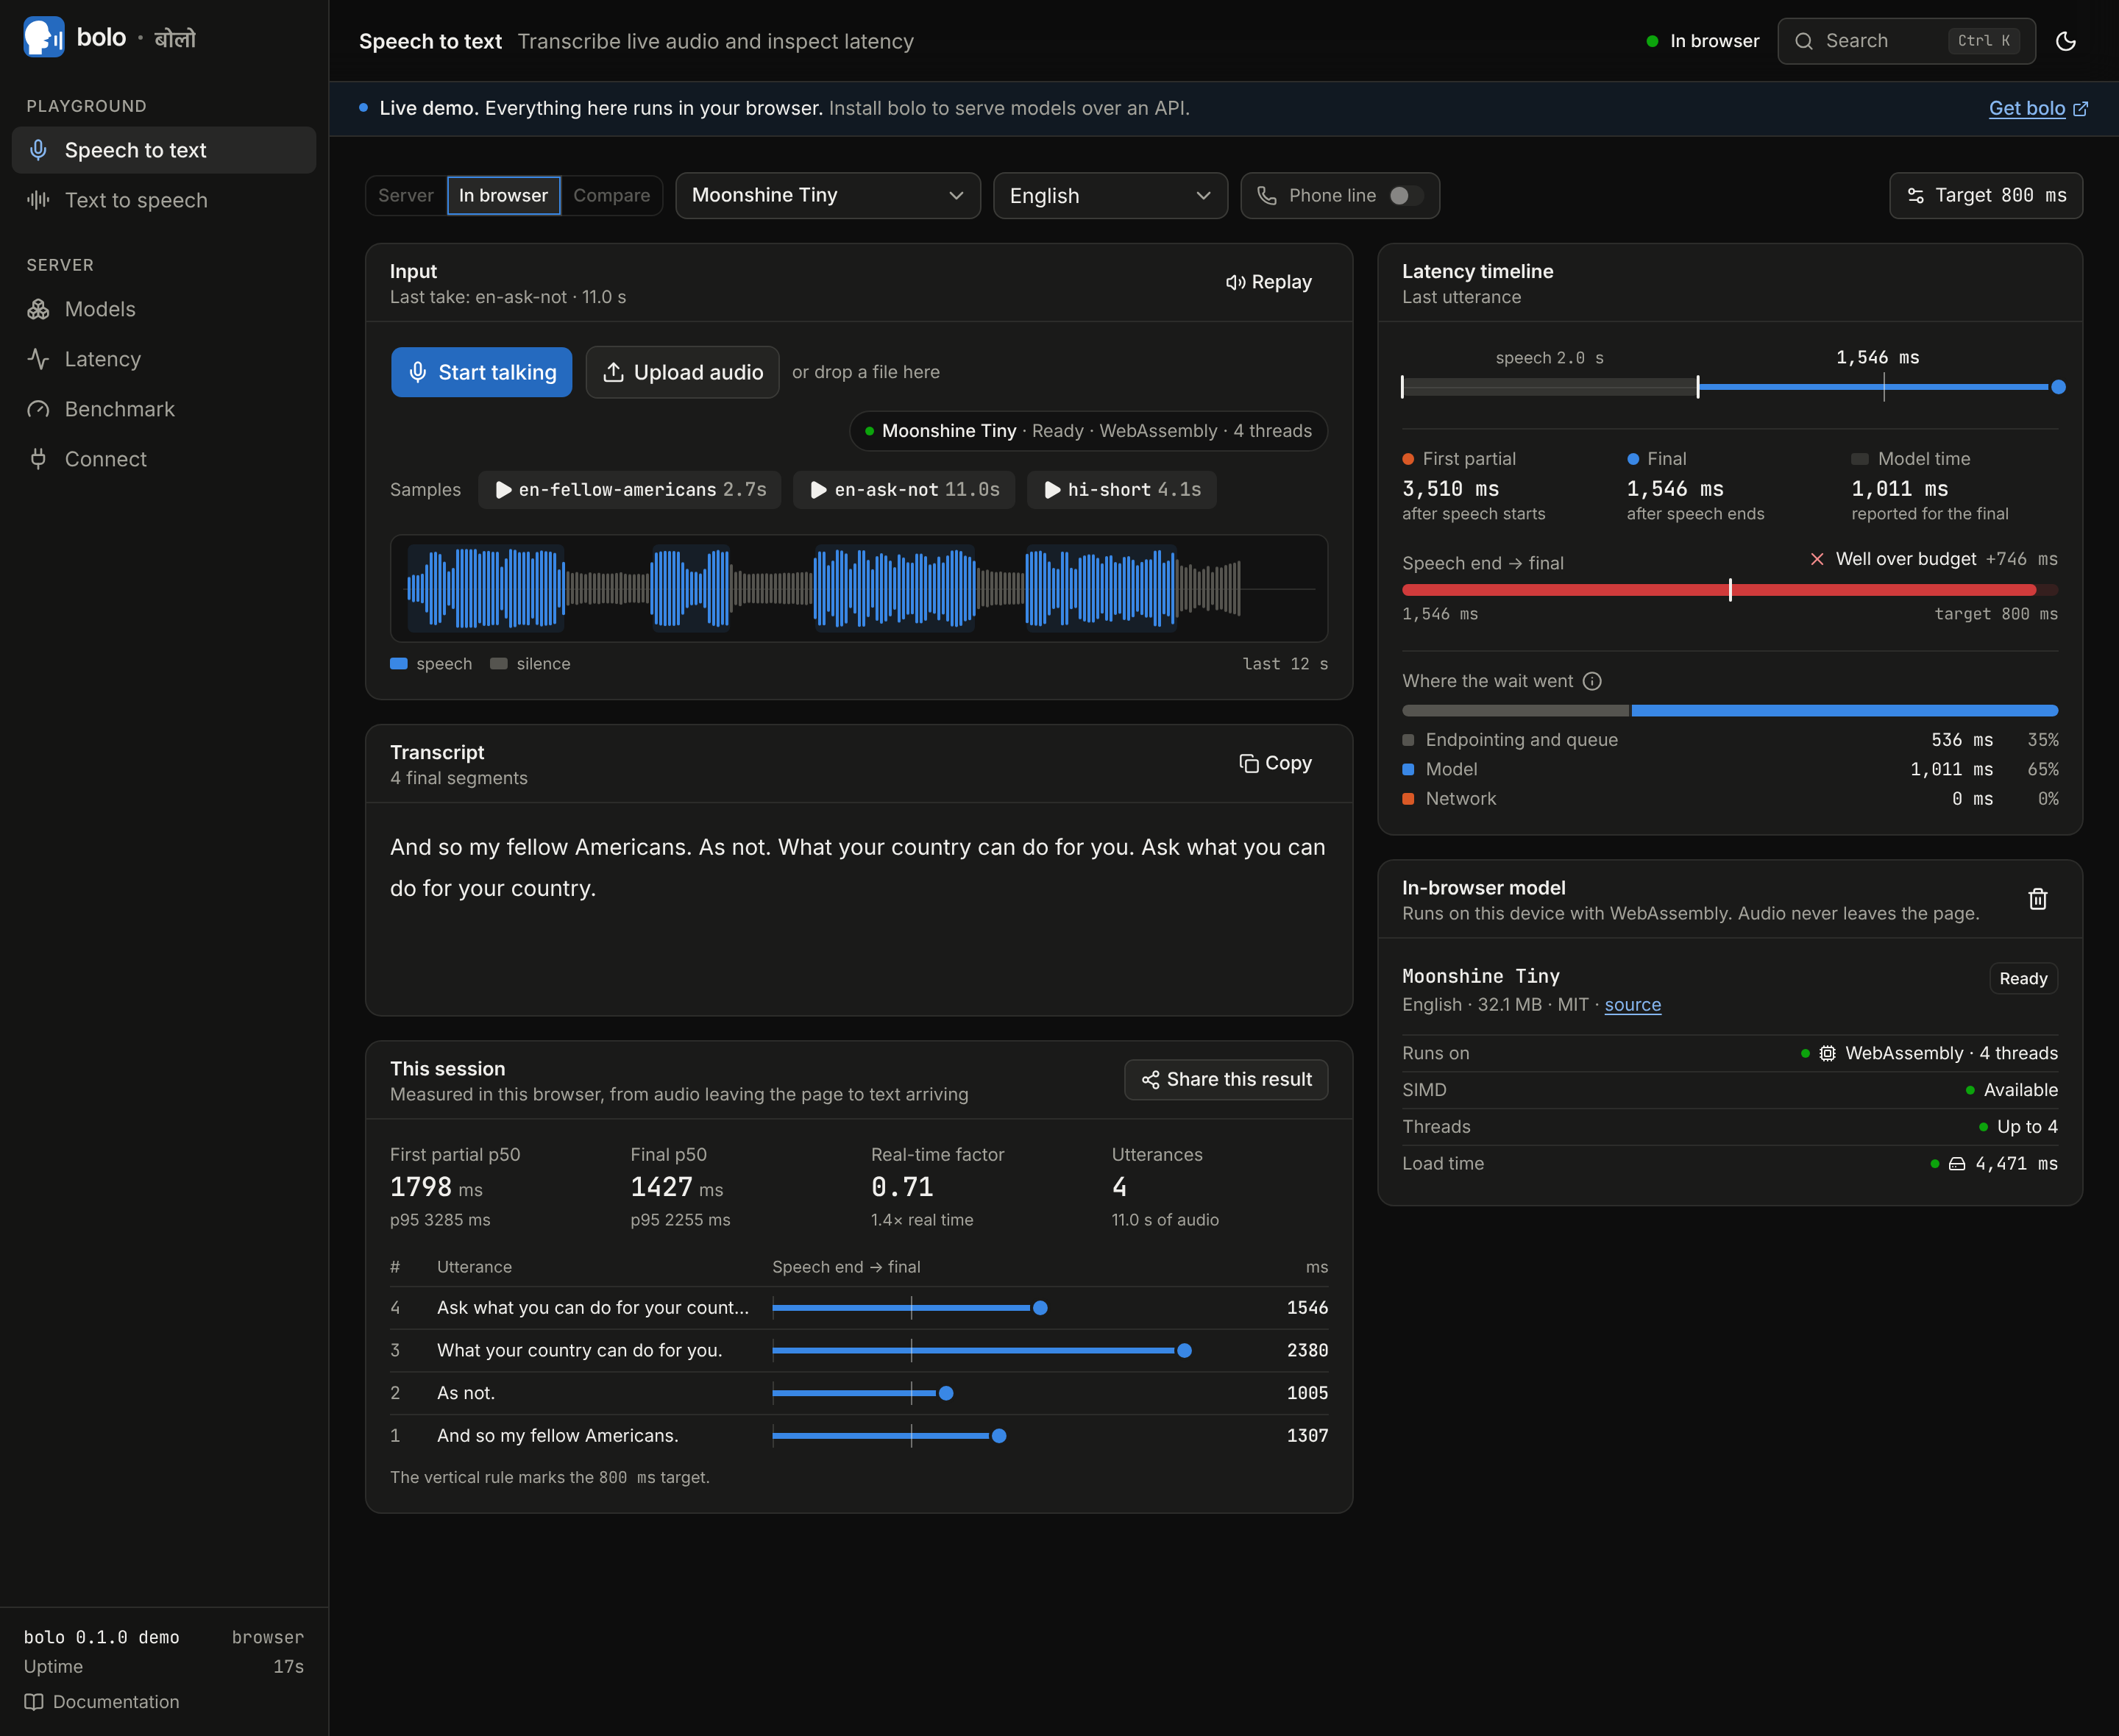 bolo · बोलो
PLAYGROUND
Speech to text
Text to speech
SERVER
Models
Latency
Benchmark
Connect
bolo 0.1.0 demo browser
Uptime 17s
Documentation
Speech to text Transcribe live audio and inspect latency
In browser
Search Ctrl K
Live demo. Everything here runs in your browser. Install bolo to serve models over an API.
Get bolo
Server In browser Compare
Moonshine Tiny
English
Phone line
Target 800 ms
Input
Last take: en-ask-not · 11.0 s
Replay
Start talking
Upload audio
or drop a file here
Moonshine Tiny · Ready · WebAssembly · 4 threads
Samples en-fellow-americans 2.7s en-ask-not 11.0s hi-short 4.1s
speech silence last 12 s
Transcript
4 final segments
Copy
And so my fellow Americans. As not. What your country can do for you. Ask what you can
do for your country.
This session
Measured in this browser, from audio leaving the page to text arriving
Share this result
First partial p50 Final p50 Real-time factor Utterances
1798 ms 1427 ms 0.71 4
p95 3285 ms p95 2255 ms 1.4× real time 11.0 s of audio
# Utterance Speech end → final ms
4 Ask what you can do for your count... 1546
3 What your country can do for you. 2380
2 As not. 1005
1 And so my fellow Americans. 1307
The vertical rule marks the 800 ms target.
Latency timeline
Last utterance
speech 2.0 s 1,546 ms
First partial Final Model time
3,510 ms 1,546 ms 1,011 ms
after speech starts after speech ends reported for the final
Speech end → final Well over budget +746 ms
1,546 ms target 800 ms
Where the wait went
Endpointing and queue 536 ms 35%
Model 1,011 ms 65%
Network 0 ms 0%
In-browser model
Runs on this device with WebAssembly. Audio never leaves the page.
Moonshine Tiny Ready
English · 32.1 MB · MIT · source
Runs on WebAssembly · 4 threads
SIMD Available
Threads Up to 4
Load time 4,471 ms